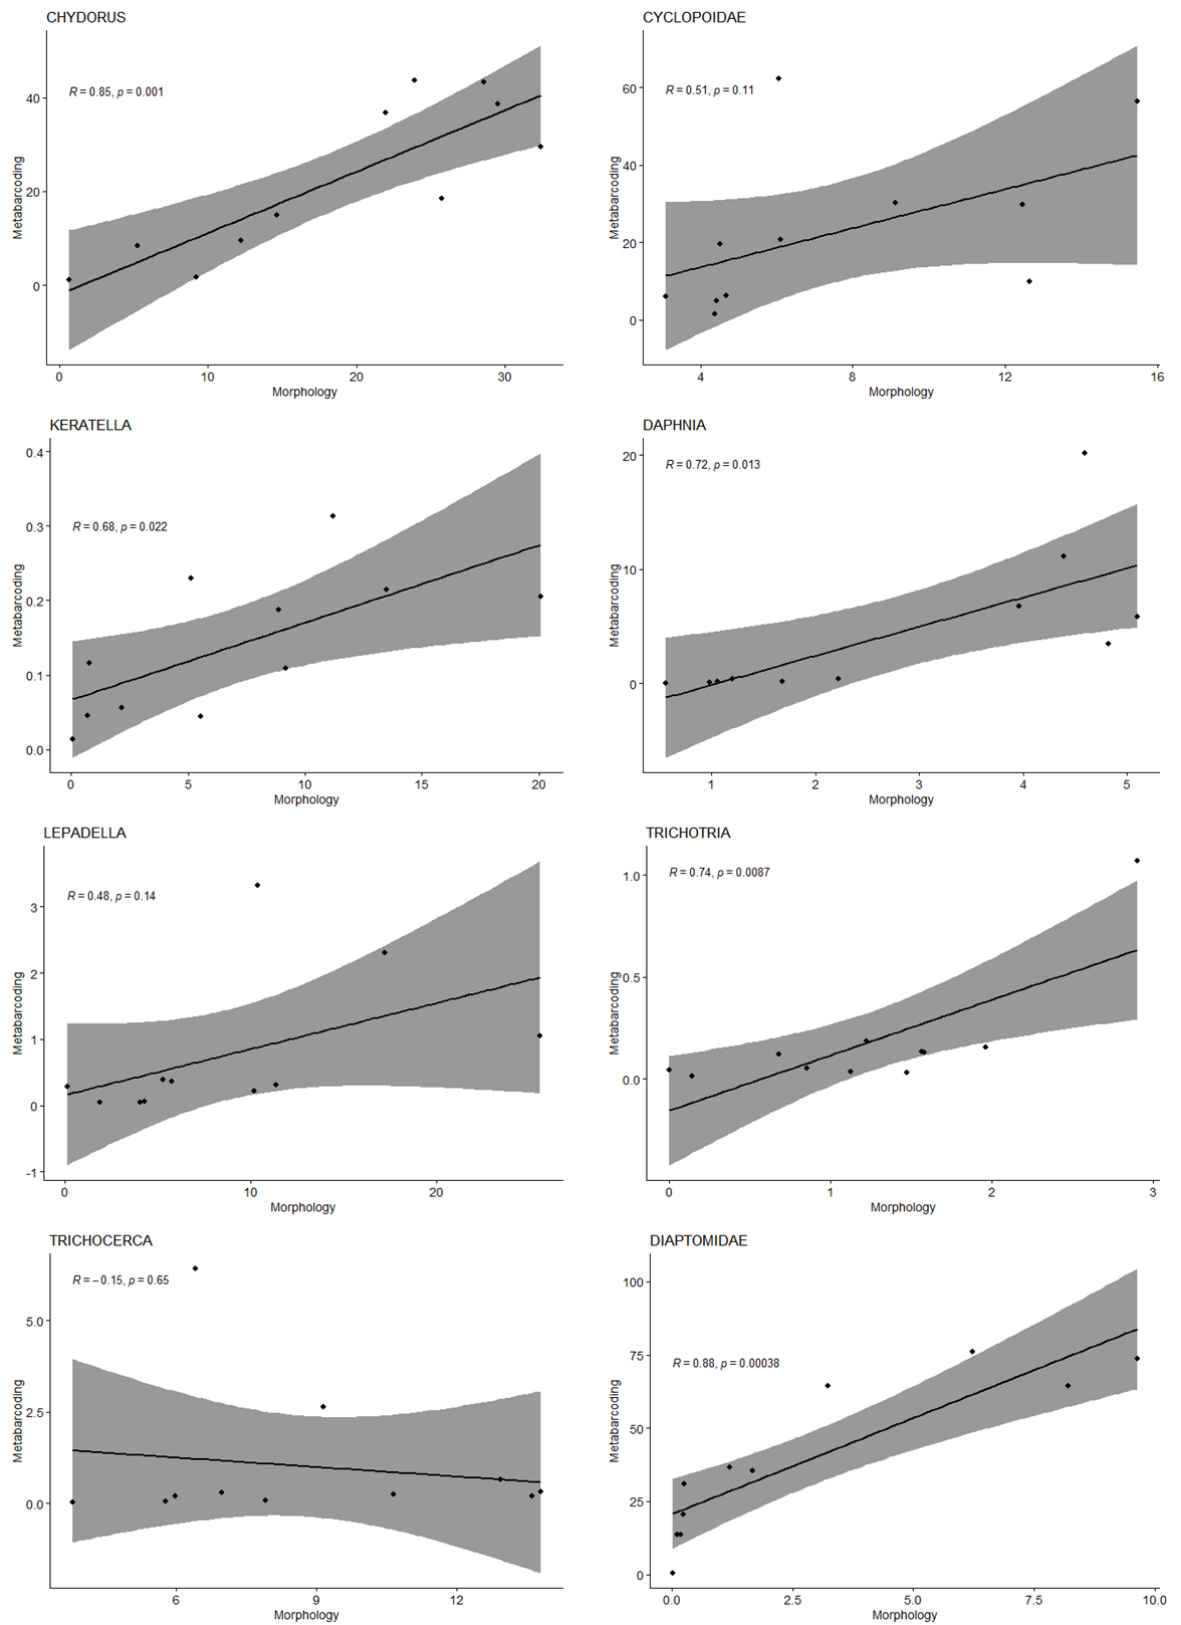 CHYDORUS
R = 0.85, p = 0.001
Metabarcoding
40
20
0
0 10 20 30
Morphology
CYCLOPOIDAE
R = 0.51, p = 0.11
Metabarcoding
60
40
20
0
4 8 12 16
Morphology
KERATELLA
R = 0.68, p = 0.022
Metabarcoding
0.4
0.3
0.2
0.1
0.0
0 5 10 15 20
Morphology
DAPHNIA
R = 0.72, p = 0.013
Metabarcoding
20
10
0
1 2 3 4 5
Morphology
LEPADELLA
R = 0.48, p = 0.14
Metabarcoding
3
2
1
0
-1
0 10 20
Morphology
TRICHOTRIA
R = 0.74, p = 0.0087
Metabarcoding
1.0
0.5
0.0
0 1 2 3
Morphology
TRICHOCERCA
R = −0.15, p = 0.65
Metabarcoding
5.0
2.5
0.0
6 9 12
Morphology
DIAPTOMIDAE
R = 0.88, p = 0.00038
Metabarcoding
100
75
50
25
0
0.0 2.5 5.0 7.5 10.0
Morphology